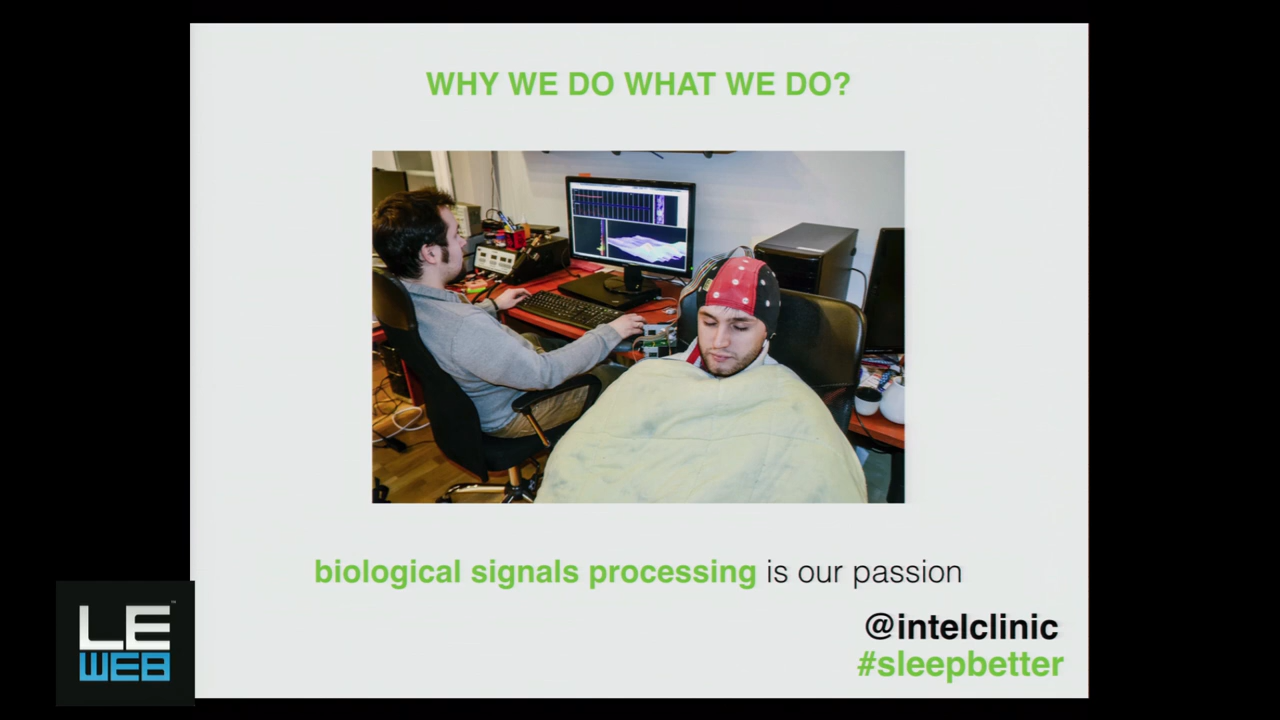 WHY WE DO WHAT WE DO?
biological signals processing is our passion
@intelclinic
#sleepbetter
LE
WEB